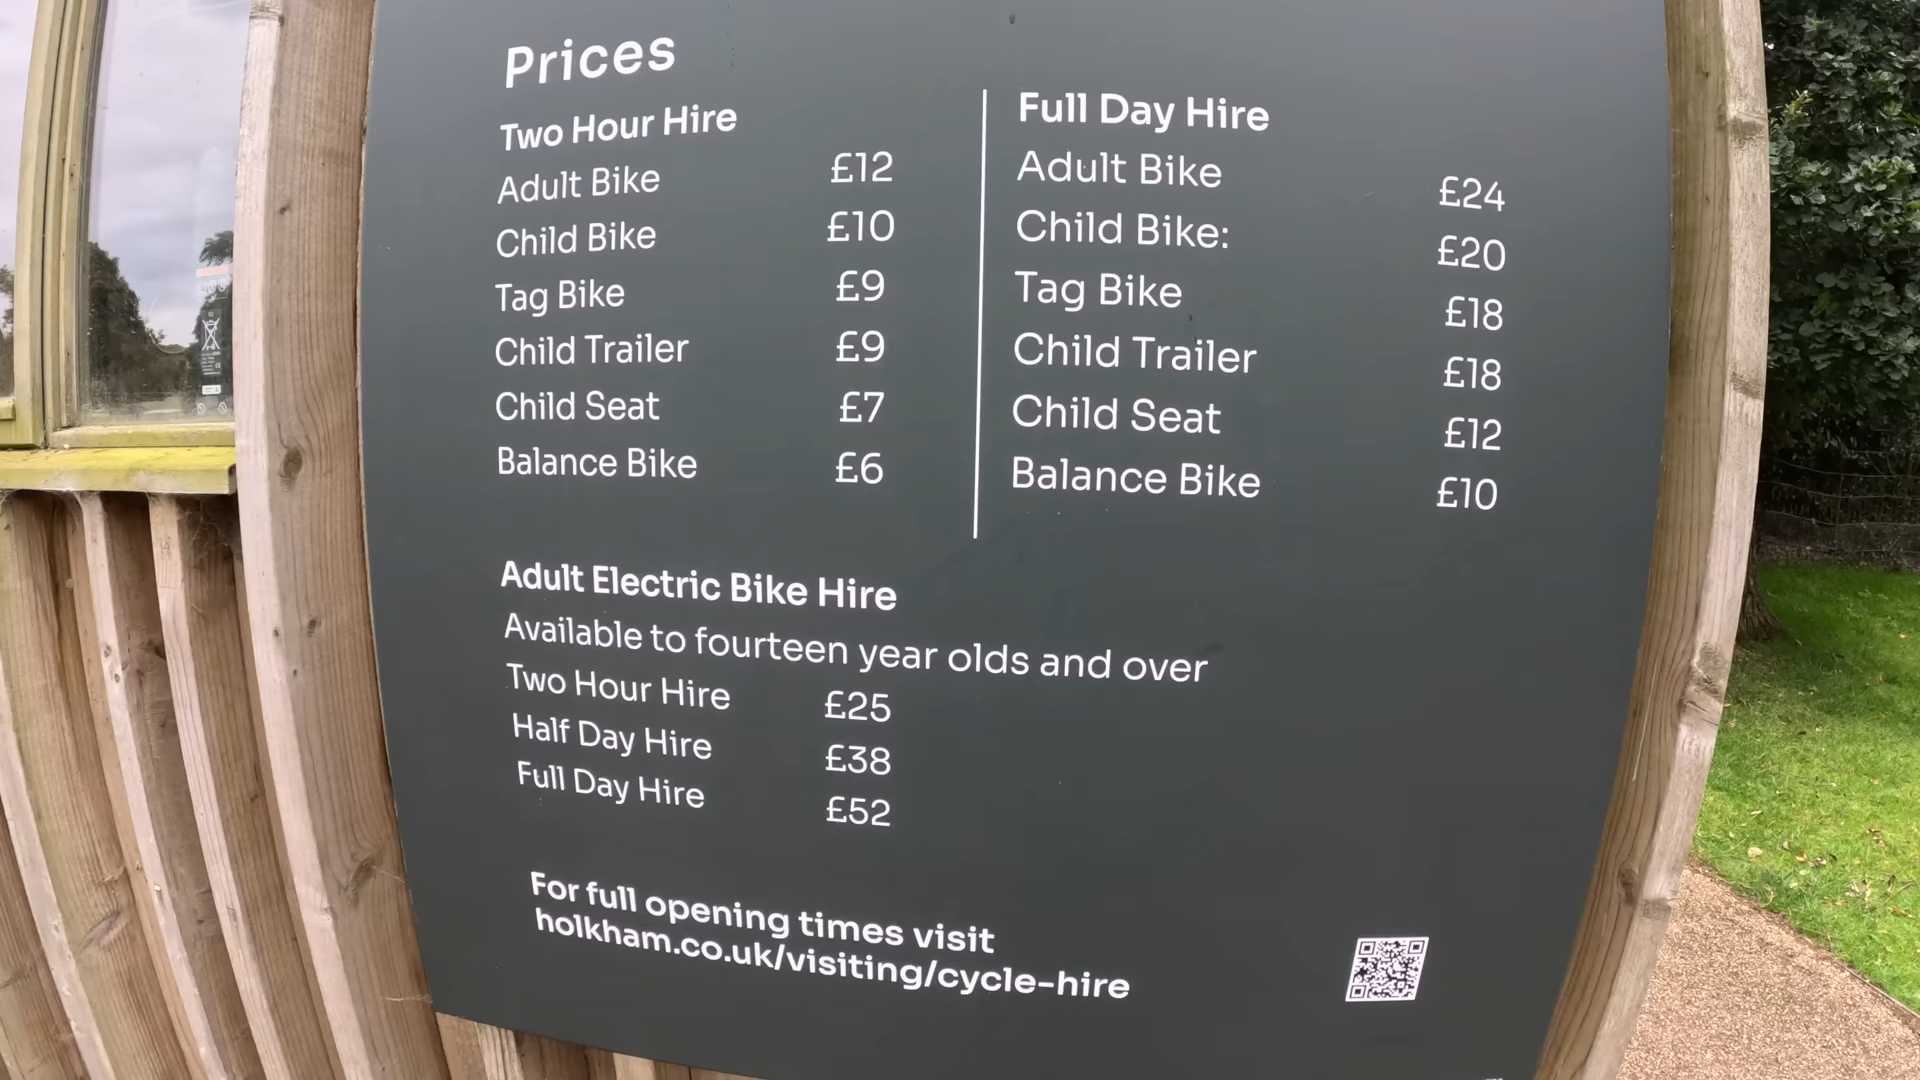 Prices
Two Hour Hire
Adult Bike £12
Child Bike £10
Tag Bike £9
Child Trailer £9
Child Seat £7
Balance Bike £6
Full Day Hire
Adult Bike £24
Child Bike: £20
Tag Bike £18
Child Trailer £18
Child Seat £12
Balance Bike £10
Adult Electric Bike Hire
Available to fourteen year olds and over
Two Hour Hire £25
Half Day Hire £38
Full Day Hire £52
For full opening times visit
holkham.co.uk/visiting/cycle-hire